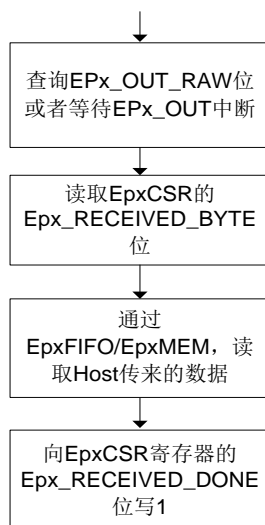 查询EPx_OUT_RAW位
或者等待EPx_OUT中断
读取EpxCSR的
Epx_RECEIVED_BYTE
位
通过
EpxFIFO/EpxMEM，读
取Host传来的数据
向EpxCSR寄存器的
Epx_RECEIVED_DONE
位写1